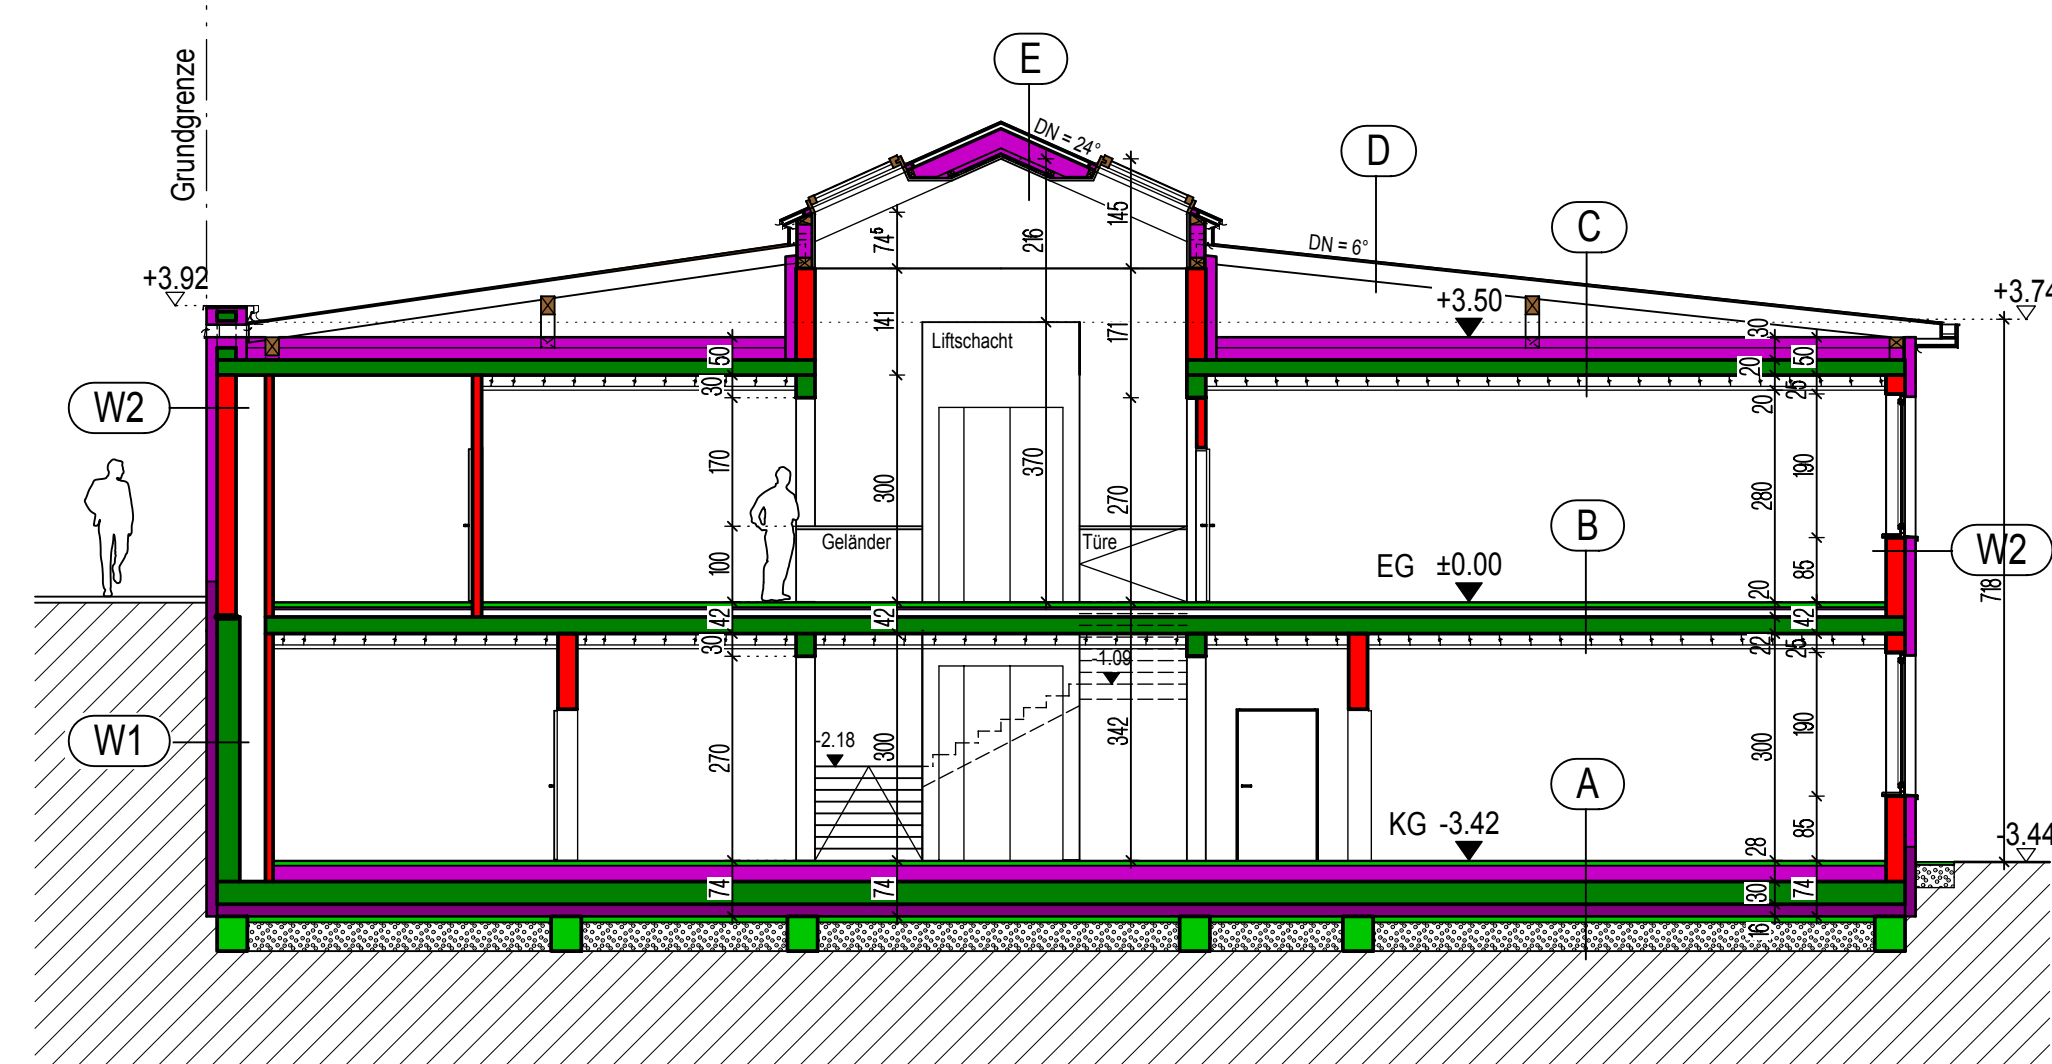 Grundgrenze
E
DN = 24°
D
C
DN = 6°
+3.92
+3.50
+3.74
74⁵
216
145
141
171
30
50
20
50
30
25
20
Liftschacht
W2
170
300
370
270
280
190
Geländer
Türe
B
W2
EG ±0.00
100
20
85
718
42
42
42
30
22
25
-1.09
W1
-2.18
270
300
342
300
190
A
KG -3.42
28
85
-3.44
74
74
30
74
16